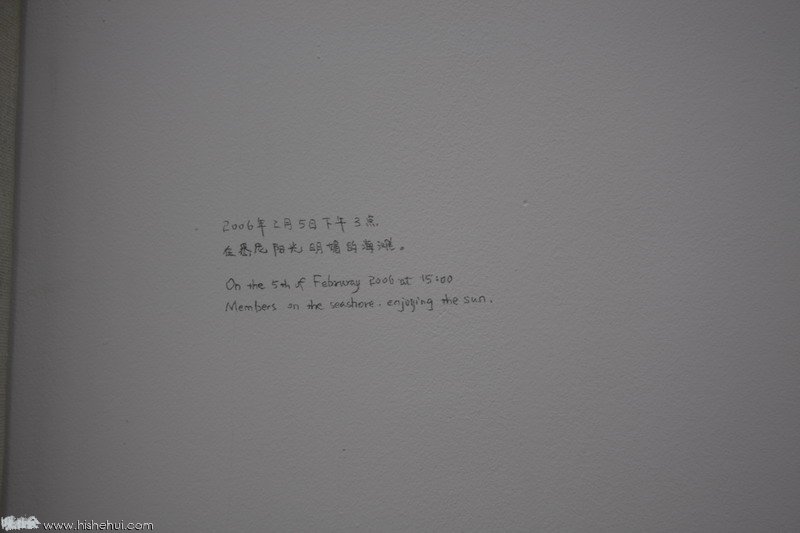 2006年2月5日下午3点
在悉尼阳光明媚的海滩。
On the 5th of Februray 2006 at 15:00
Members on the seashore. enjoying the sun.
www.hishehui.com